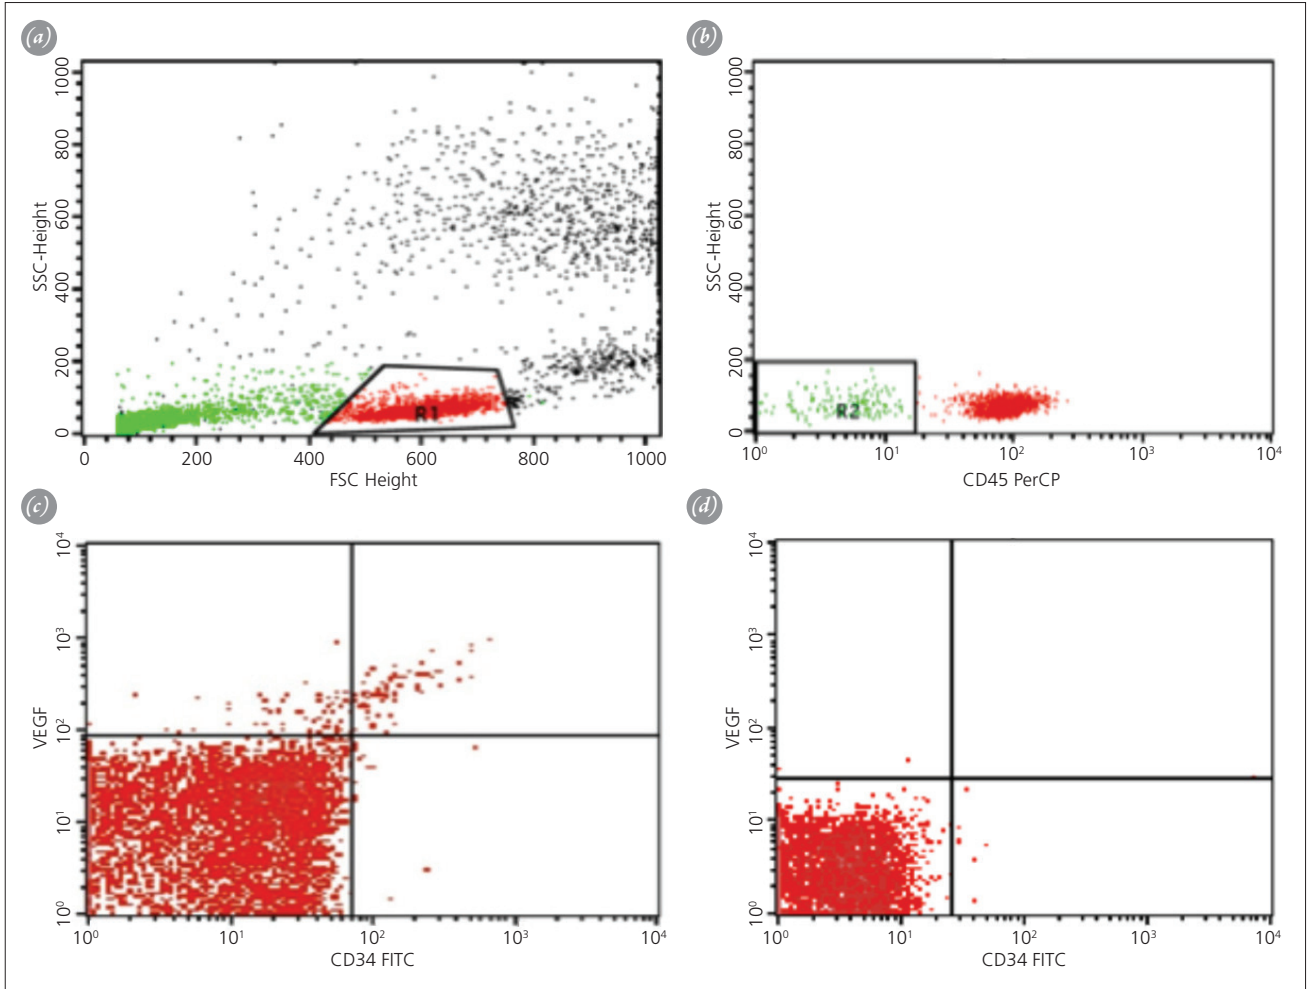 (a)
1000
800
600
400
200
0
SSC-Height
R1
0 200 400 600 800 1000
FSC Height
(b)
1000
800
600
400
200
0
SSC-Height
R2
10⁰ 10¹ 10² 10³ 10⁴
CD45 PerCP
(c)
10⁴
10³
10²
10¹
10⁰
VEGF
10⁰ 10¹ 10² 10³ 10⁴
CD34 FITC
(d)
10⁴
10³
10²
10¹
10⁰
VEGF
10⁰ 10¹ 10² 10³ 10⁴
CD34 FITC